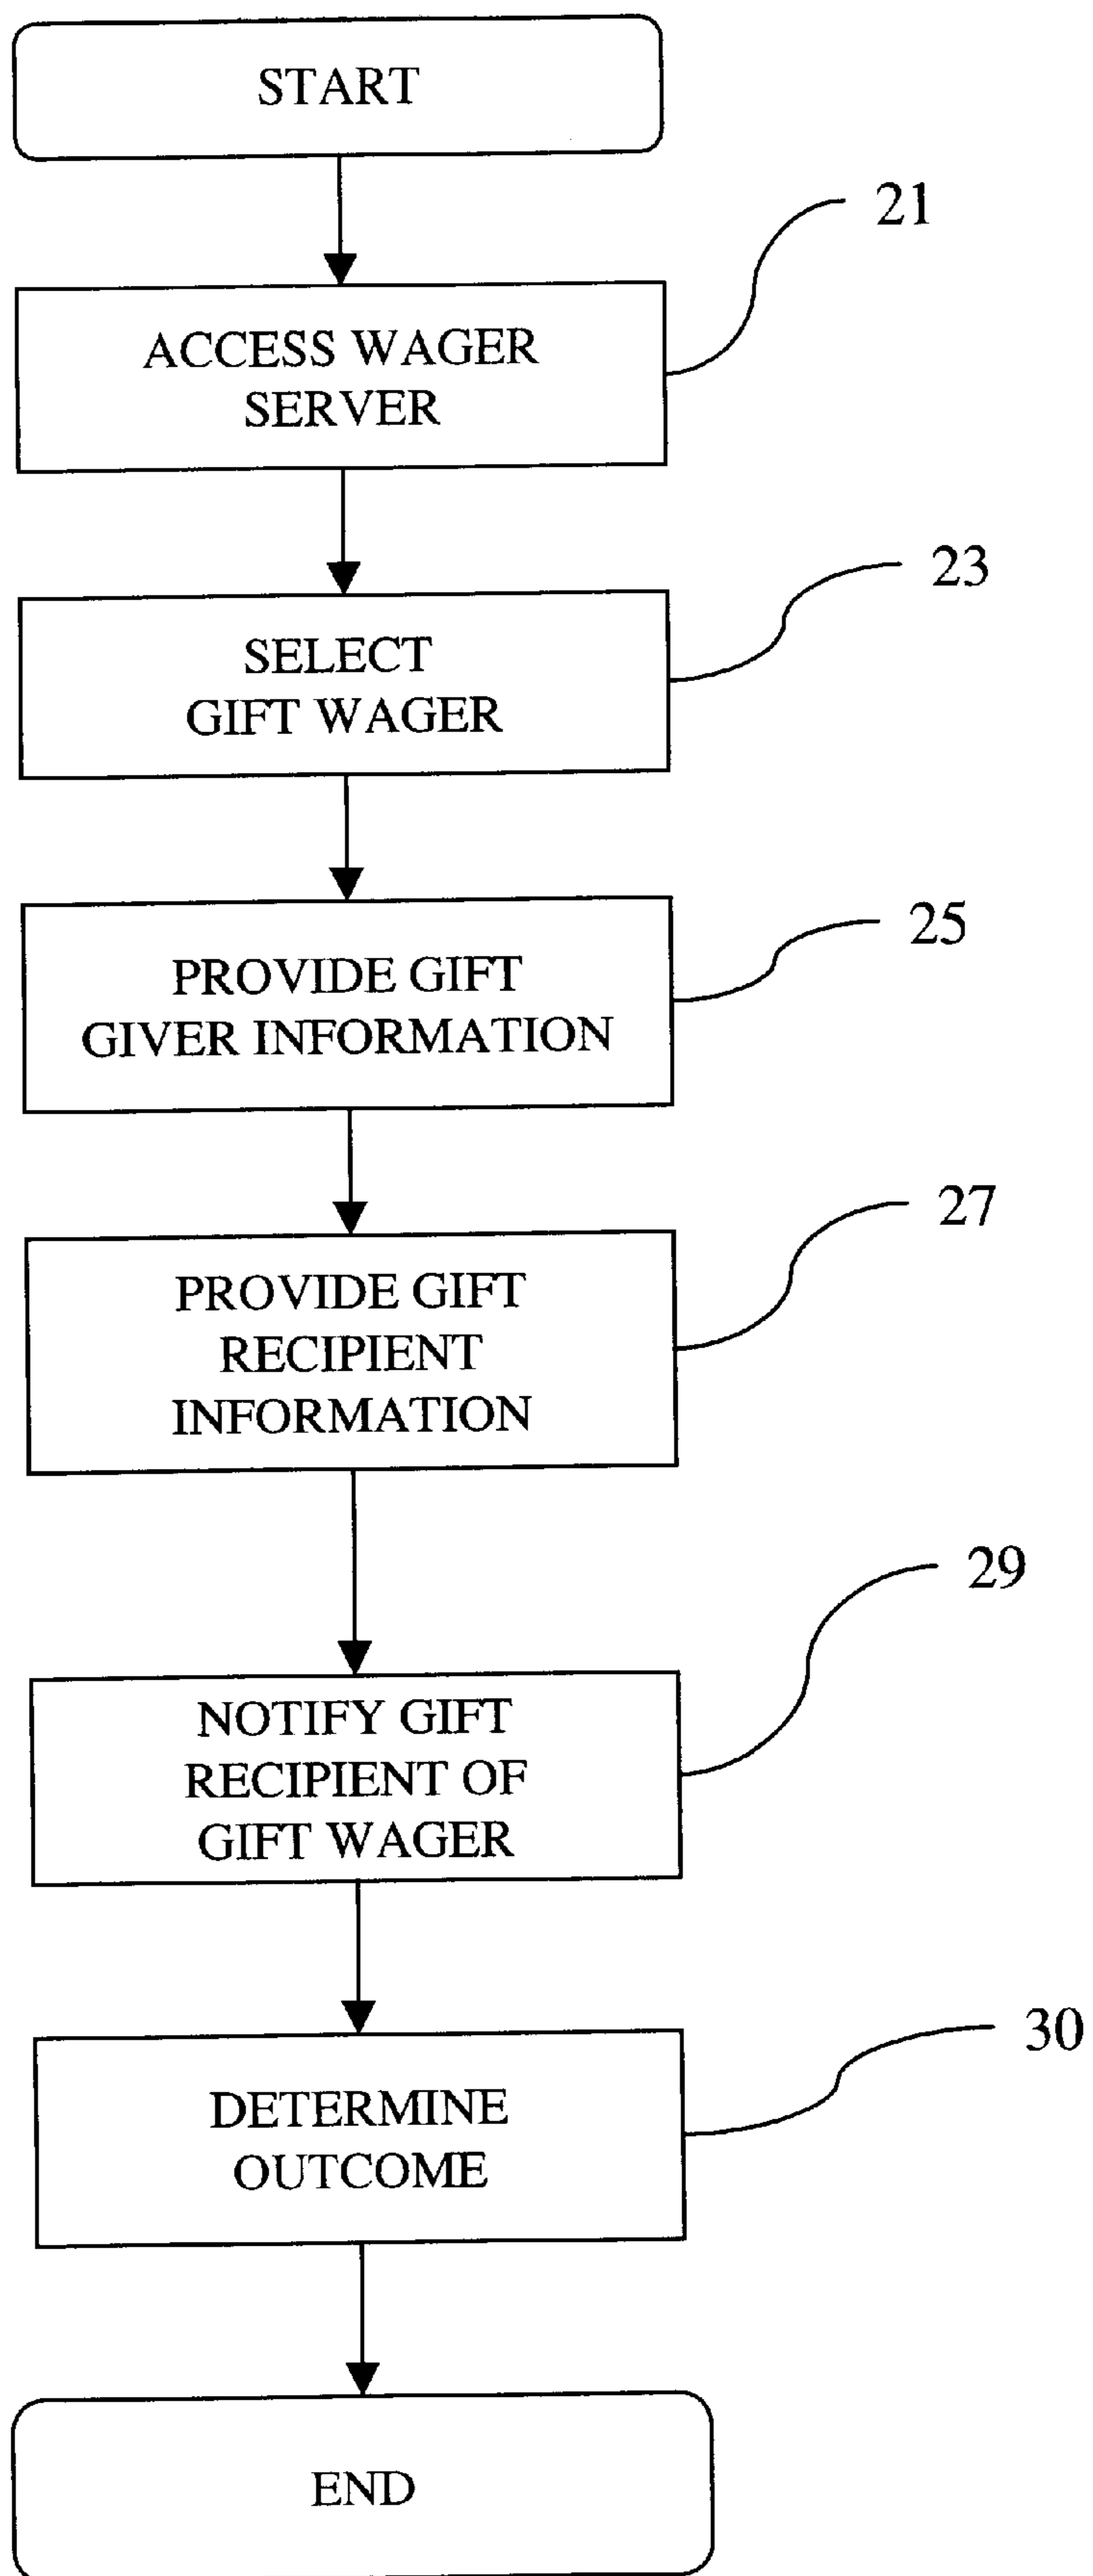 START
21
ACCESS WAGER
SERVER
23
SELECT
GIFT WAGER
25
PROVIDE GIFT
GIVER INFORMATION
27
PROVIDE GIFT
RECIPIENT
INFORMATION
29
NOTIFY GIFT
RECIPIENT OF
GIFT WAGER
30
DETERMINE
OUTCOME
END